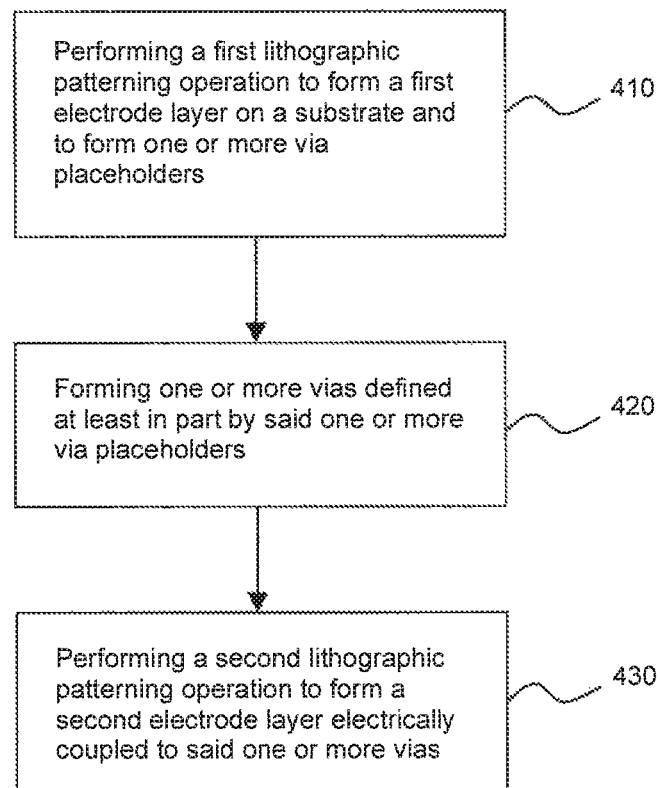 Performing a first lithographic
patterning operation to form a first
electrode layer on a substrate and
to form one or more via
placeholders
410
Forming one or more vias defined
at least in part by said one or more
via placeholders
420
Performing a second lithographic
patterning operation to form a
second electrode layer electrically
coupled to said one or more vias
430